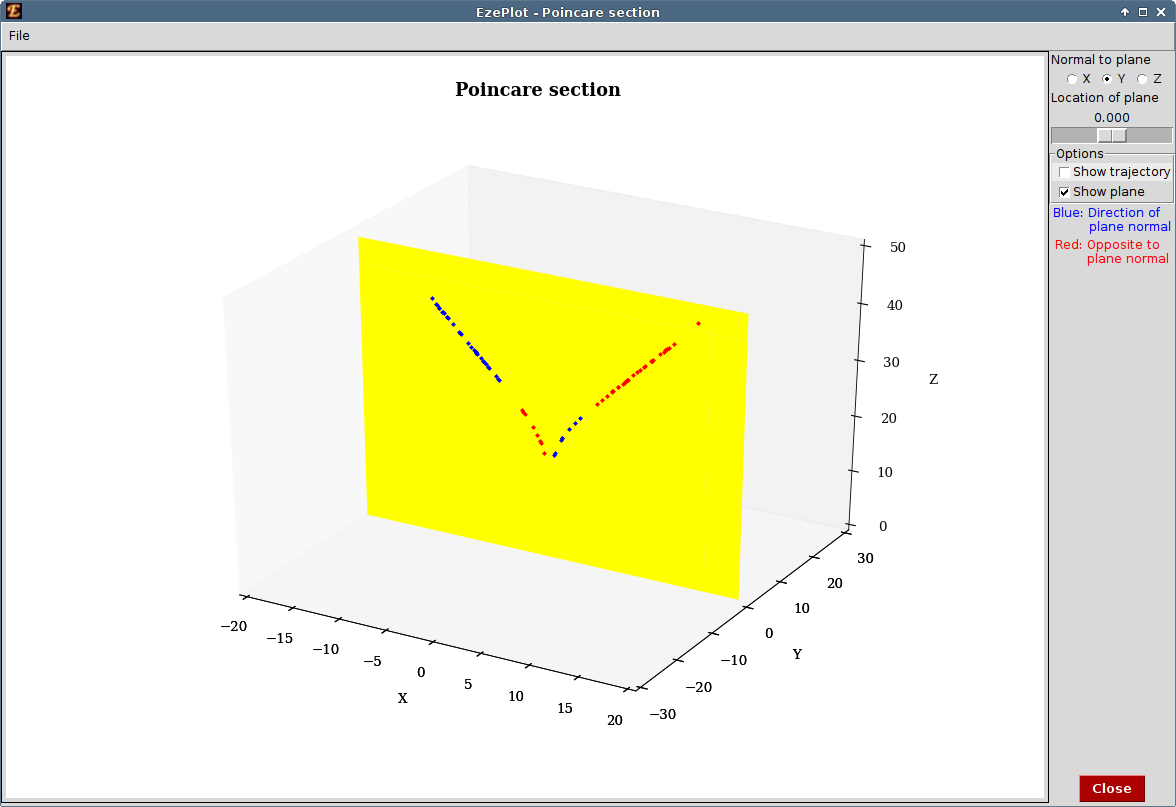 EzePlot - Poincare section
File
Poincare section
Normal to plane
X Y Z
Location of plane
0.000
Options
Show trajectory
Show plane
Blue: Direction of
plane normal
Red: Opposite to
plane normal
50
40
30
20
10
0
Z
30
20
10
0
−10
−20
−30
Y
−20
−15
−10
−5
0
5
10
15
20
X
Close